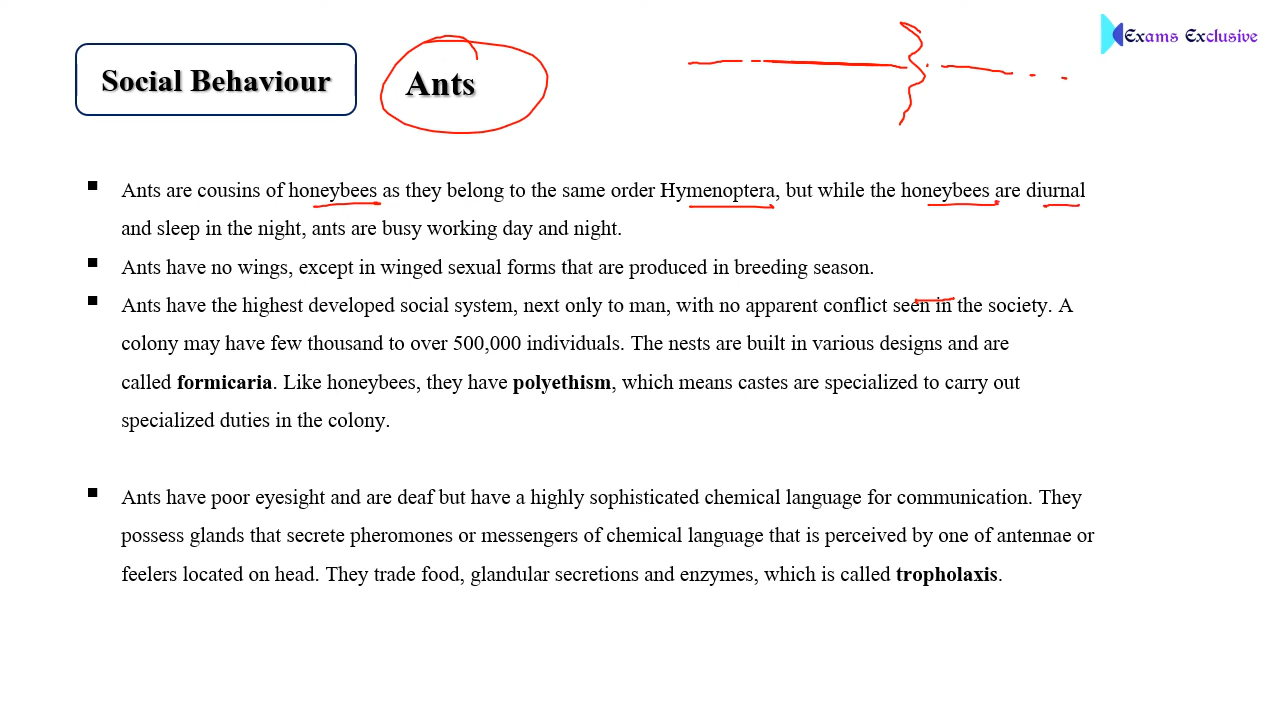 Exams Exclusive
Social Behaviour
Ants
Ants are cousins of honeybees as they belong to the same order Hymenoptera, but while the honeybees are diurnal
and sleep in the night, ants are busy working day and night.
Ants have no wings, except in winged sexual forms that are produced in breeding season.
Ants have the highest developed social system, next only to man, with no apparent conflict seen in the society. A
colony may have few thousand to over 500,000 individuals. The nests are built in various designs and are
called formicaria. Like honeybees, they have polyethism, which means castes are specialized to carry out
specialized duties in the colony.
Ants have poor eyesight and are deaf but have a highly sophisticated chemical language for communication. They
possess glands that secrete pheromones or messengers of chemical language that is perceived by one of antennae or
feelers located on head. They trade food, glandular secretions and enzymes, which is called tropholaxis.